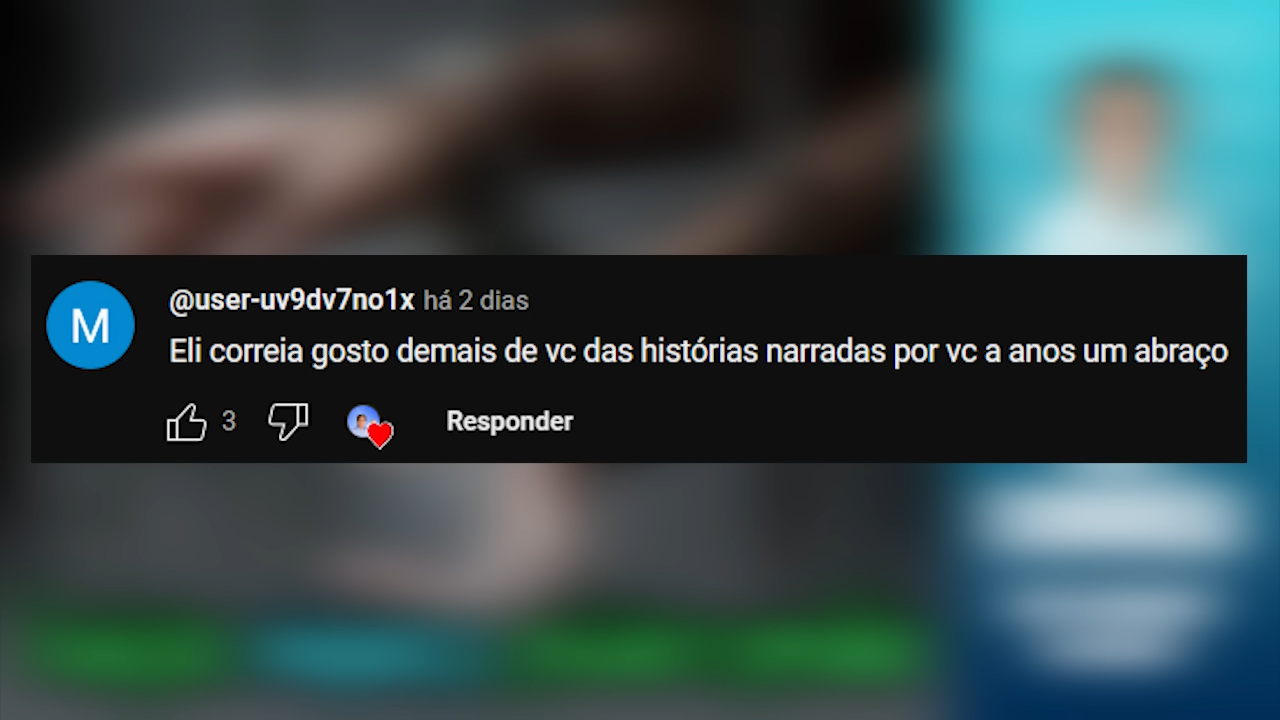 M
@user-uv9dv7no1x há 2 dias
Eli correia gosto demais de vc das histórias narradas por vc a anos um abraço
3
Responder